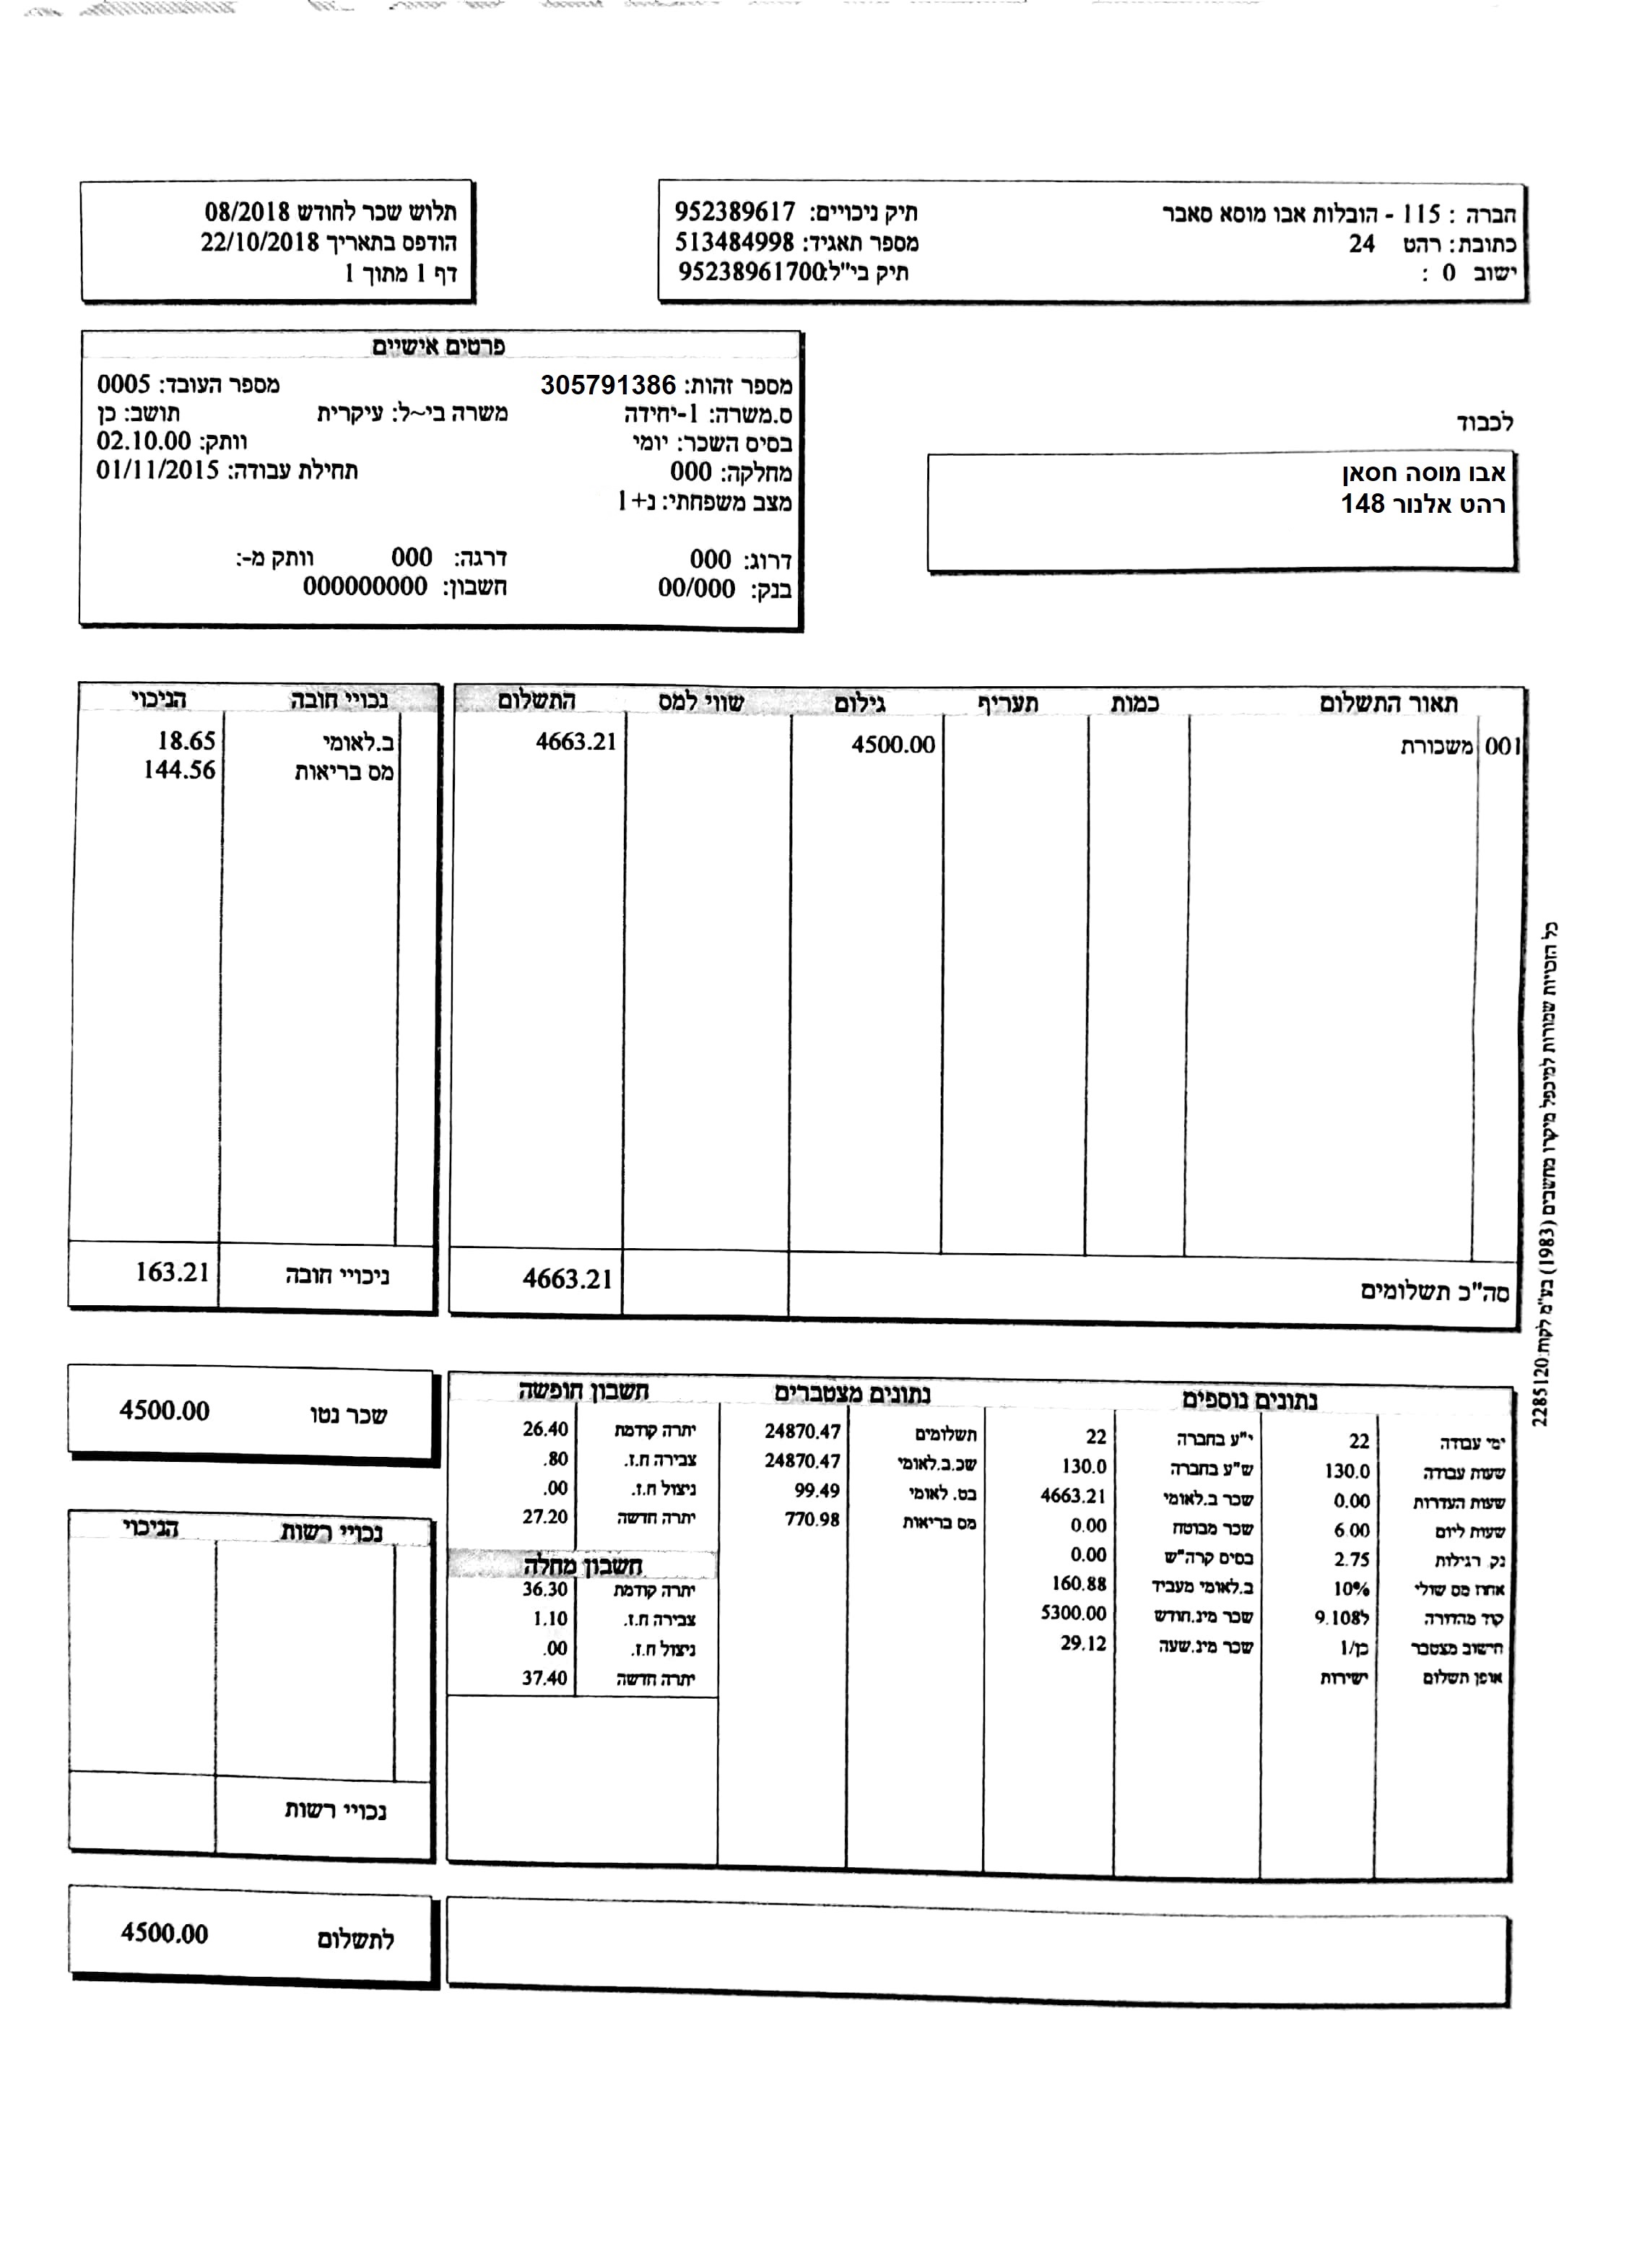 חברה : 115 - הובלות אבו מוסא סאבר תיק ניכויים: 952389617
כתובת: רהט 24 מספר תאגיד: 513484998
ישוב 0 : תיק בי"ל: 95238961700
תלוש שכר לחודש 08/2018
הודפס בתאריך 22/10/2018
דף 1 מתוך 1
פרטים אישיים
מספר זהות: 305791386 מספר העובד: 0005
ס.משרה: 1-יחידה משרה בי~ל: עיקרית תושב: כן
בסיס השכר: יומי וותק: 02.10.00
מחלקה: 000 תחילת עבודה: 01/11/2015
מצב משפחתי: נ+1
דרוג: 000 דרגה: 000 וותק מ-:
בנק: 00/000 חשבון: 000000000
לכבוד
אבו מוסה חסאן
רהט אלנור 148
תאור התשלום כמות תעריף גילום שווי למס התשלום
001 משכורת 4500.00 4663.21
סה"כ תשלומים 4663.21
נכויי חובה הניכוי
ב.לאומי 18.65
מס בריאות 144.56
ניכויי חובה 163.21
כל הזכויות שמורות למיכפל מיקרו מחשבים (1983) בע"מ לקוח:2285120
שכר נטו 4500.00
נתונים נוספים
ימי עבודה 22 י"ע בחברה 22
שעות עבודה 130.0 ש"ע בחברה 130.0
שעות העדרות 0.00 שכר ב.לאומי 4663.21
שעות ליום 6.00 שכר מבוטח 0.00
נק. רגילות 2.75 בסיס קרה"ש 0.00
אחוז מס שולי 10% ב.לאומי מעביד 160.88
קוד מהדורה 9.108ל שכר מינ.חודש 5300.00
חישוב מצטבר כן/1 שכר מינ.שעה 29.12
אופן תשלום ישירות
נתונים מצטברים
תשלומים 24870.47
שכ.ב.לאומי 24870.47
בט. לאומי 99.49
מס בריאות 770.98
חשבון חופשה
יתרה קודמת 26.40
צבירה ח.ז. .80
ניצול ח.ז. .00
יתרה חדשה 27.20
חשבון מחלה
יתרה קודמת 36.30
צבירה ח.ז. 1.10
ניצול ח.ז. .00
יתרה חדשה 37.40
נכויי רשות הניכוי
נכויי רשות
לתשלום 4500.00